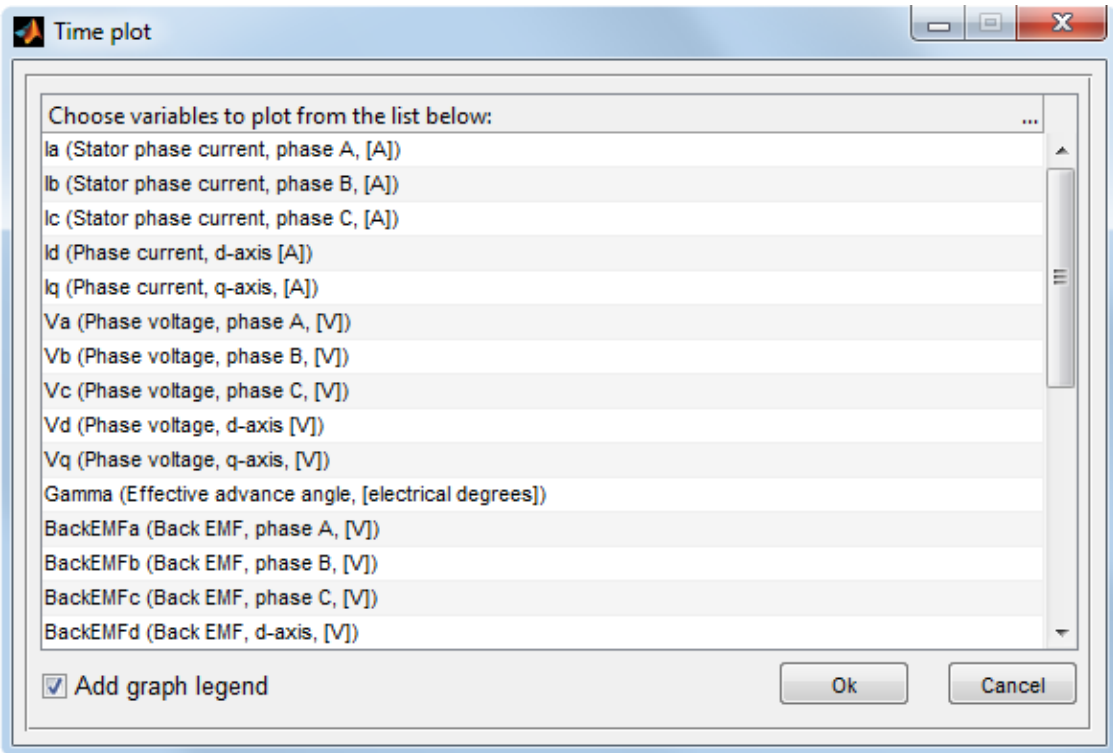 Time plot
Choose variables to plot from the list below:
...
Ia (Stator phase current, phase A, [A])
Ib (Stator phase current, phase B, [A])
Ic (Stator phase current, phase C, [A])
Id (Phase current, d-axis [A])
Iq (Phase current, q-axis, [A])
Va (Phase voltage, phase A, [V])
Vb (Phase voltage, phase B, [V])
Vc (Phase voltage, phase C, [V])
Vd (Phase voltage, d-axis [V])
Vq (Phase voltage, q-axis, [V])
Gamma (Effective advance angle, [electrical degrees])
BackEMFa (Back EMF, phase A, [V])
BackEMFb (Back EMF, phase B, [V])
BackEMFc (Back EMF, phase C, [V])
BackEMFd (Back EMF, d-axis, [V])
Add graph legend
Ok
Cancel